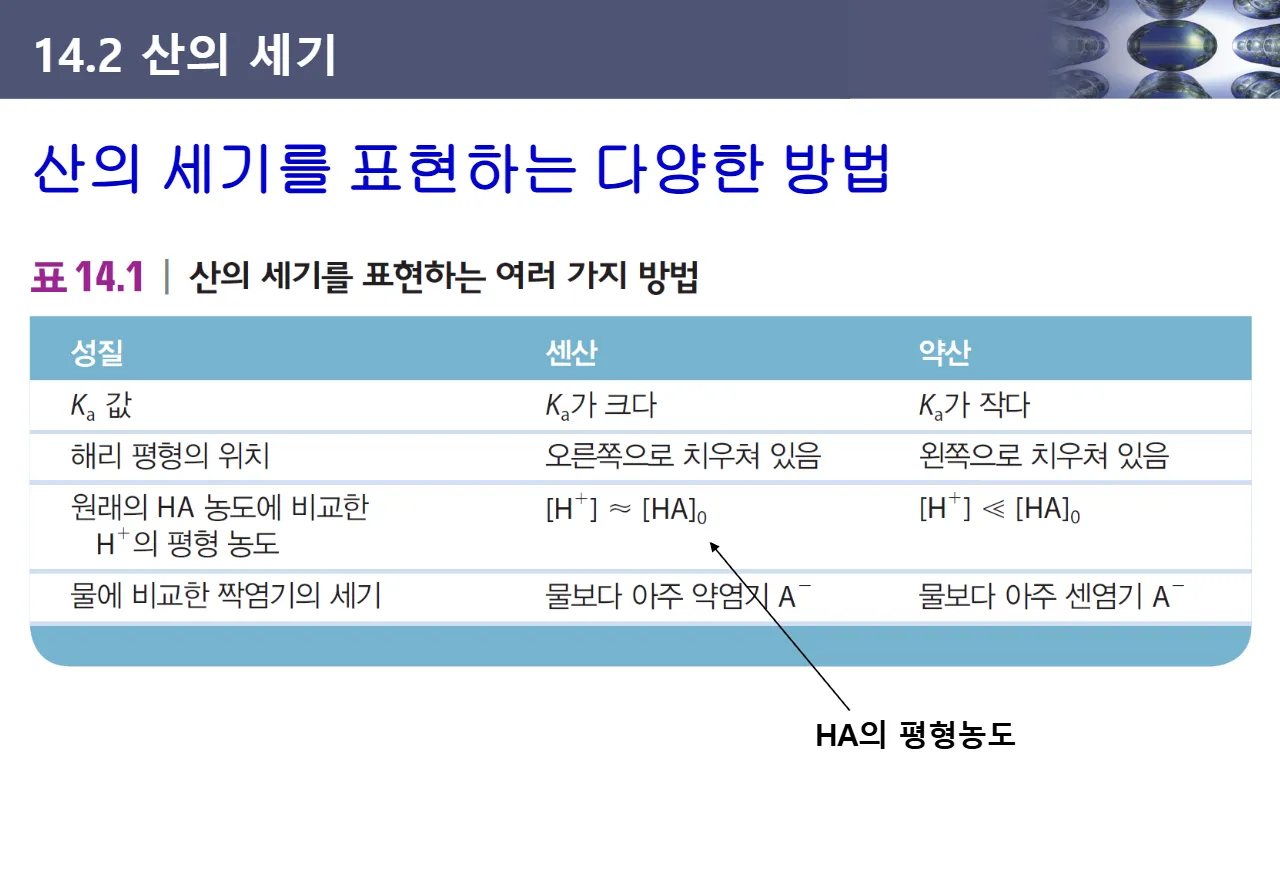 14.2 산의 세기
산의 세기를 표현하는 다양한 방법
표 14.1 | 산의 세기를 표현하는 여러 가지 방법
성질 센산 약산
Kₐ 값 Kₐ가 크다 Kₐ가 작다
해리 평형의 위치 오른쪽으로 치우쳐 있음 왼쪽으로 치우쳐 있음
원래의 HA 농도에 비교한 [H⁺] ≈ [HA]₀ [H⁺] ≪ [HA]₀
H⁺의 평형 농도
물에 비교한 짝염기의 세기 물보다 아주 약염기 A⁻ 물보다 아주 센염기 A⁻
HA의 평형농도